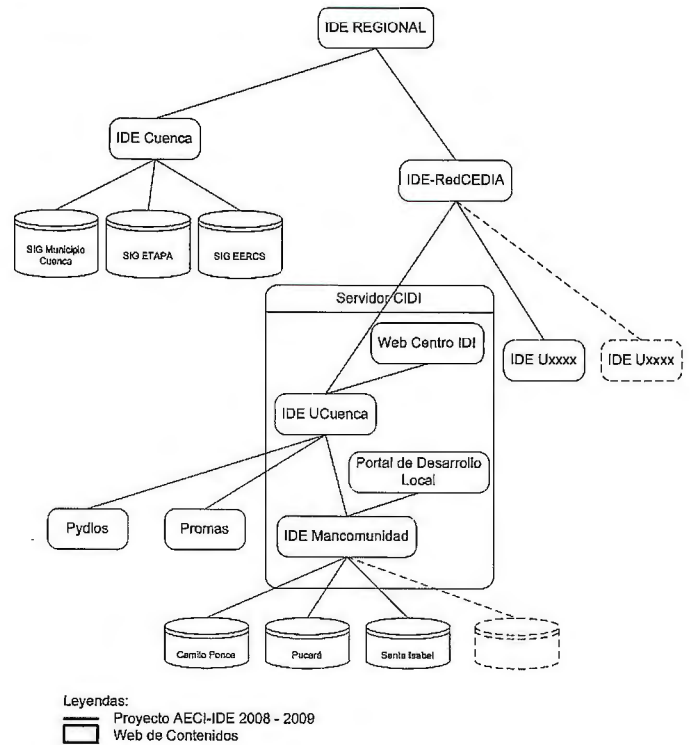 IDE REGIONAL
IDE Cuenca
IDE-RedCEDIA
SIG Municipio
Cuenca
SIG ETAPA
SIG EERCS
Servidor CIDI
Web Centro IDI
IDE Uxxxx
IDE Uxxxx
IDE UCuenca
Portal de Desarrollo
Local
Pydlos
Promas
IDE Mancomunidad
Camilo Ponce
Pucará
Santa Isabel
Leyendas:
Proyecto AECI-IDE 2008 - 2009
Web de Contenidos